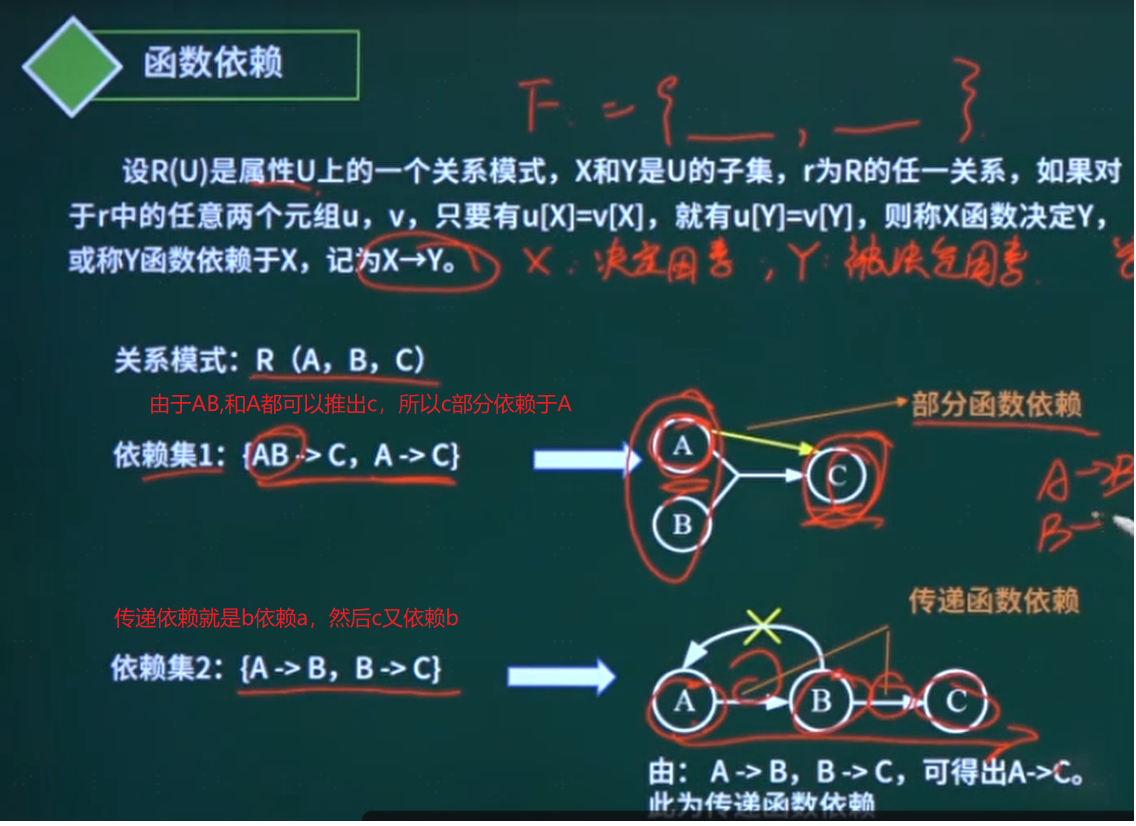 函数依赖
F = {__, __}
设R(U)是属性U上的一个关系模式，X和Y是U的子集，r为R的任一关系，如果对
于r中的任意两个元组u，v，只要有u[X]=v[X]，就有u[Y]=v[Y]，则称X函数决定Y，
或称Y函数依赖于X，记为X→Y。 X：决定因素，Y：被决定因素.
关系模式：R（A，B，C）
由于AB,和A都可以推出c，所以c部分依赖于A
部分函数依赖
依赖集1：{AB -> C，A -> C}
A
C
B
A→B
B
传递函数依赖
传递依赖就是b依赖a，然后c又依赖b
依赖集2：{A -> B，B -> C}
A B C
由： A -> B，B -> C，可得出A->C。
此为传递函数依赖